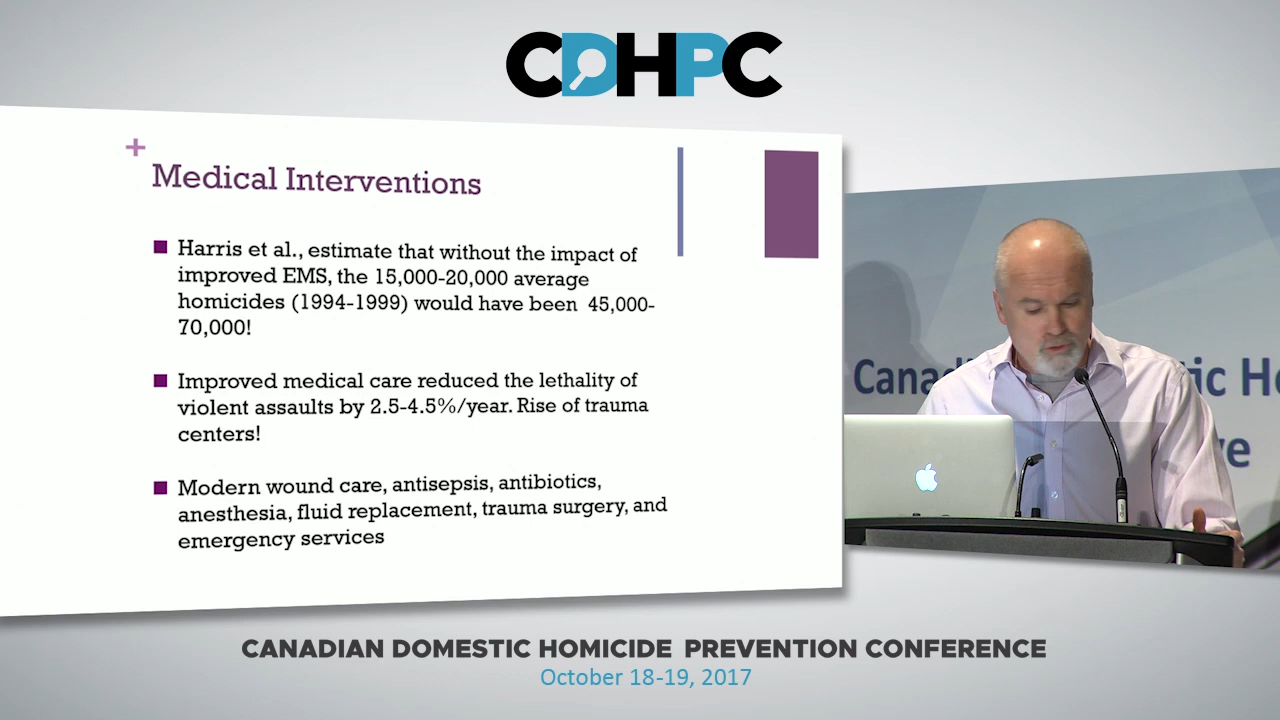 CDHPC
+
Medical Interventions
Harris et al., estimate that without the impact of
improved EMS, the 15,000-20,000 average
homicides (1994-1999) would have been 45,000-
70,000!
Improved medical care reduced the lethality of
violent assaults by 2.5-4.5%/year. Rise of trauma
centers!
Modern wound care, antisepsis, antibiotics,
anesthesia, fluid replacement, trauma surgery, and
emergency services
CANADIAN DOMESTIC HOMICIDE PREVENTION CONFERENCE
October 18-19, 2017